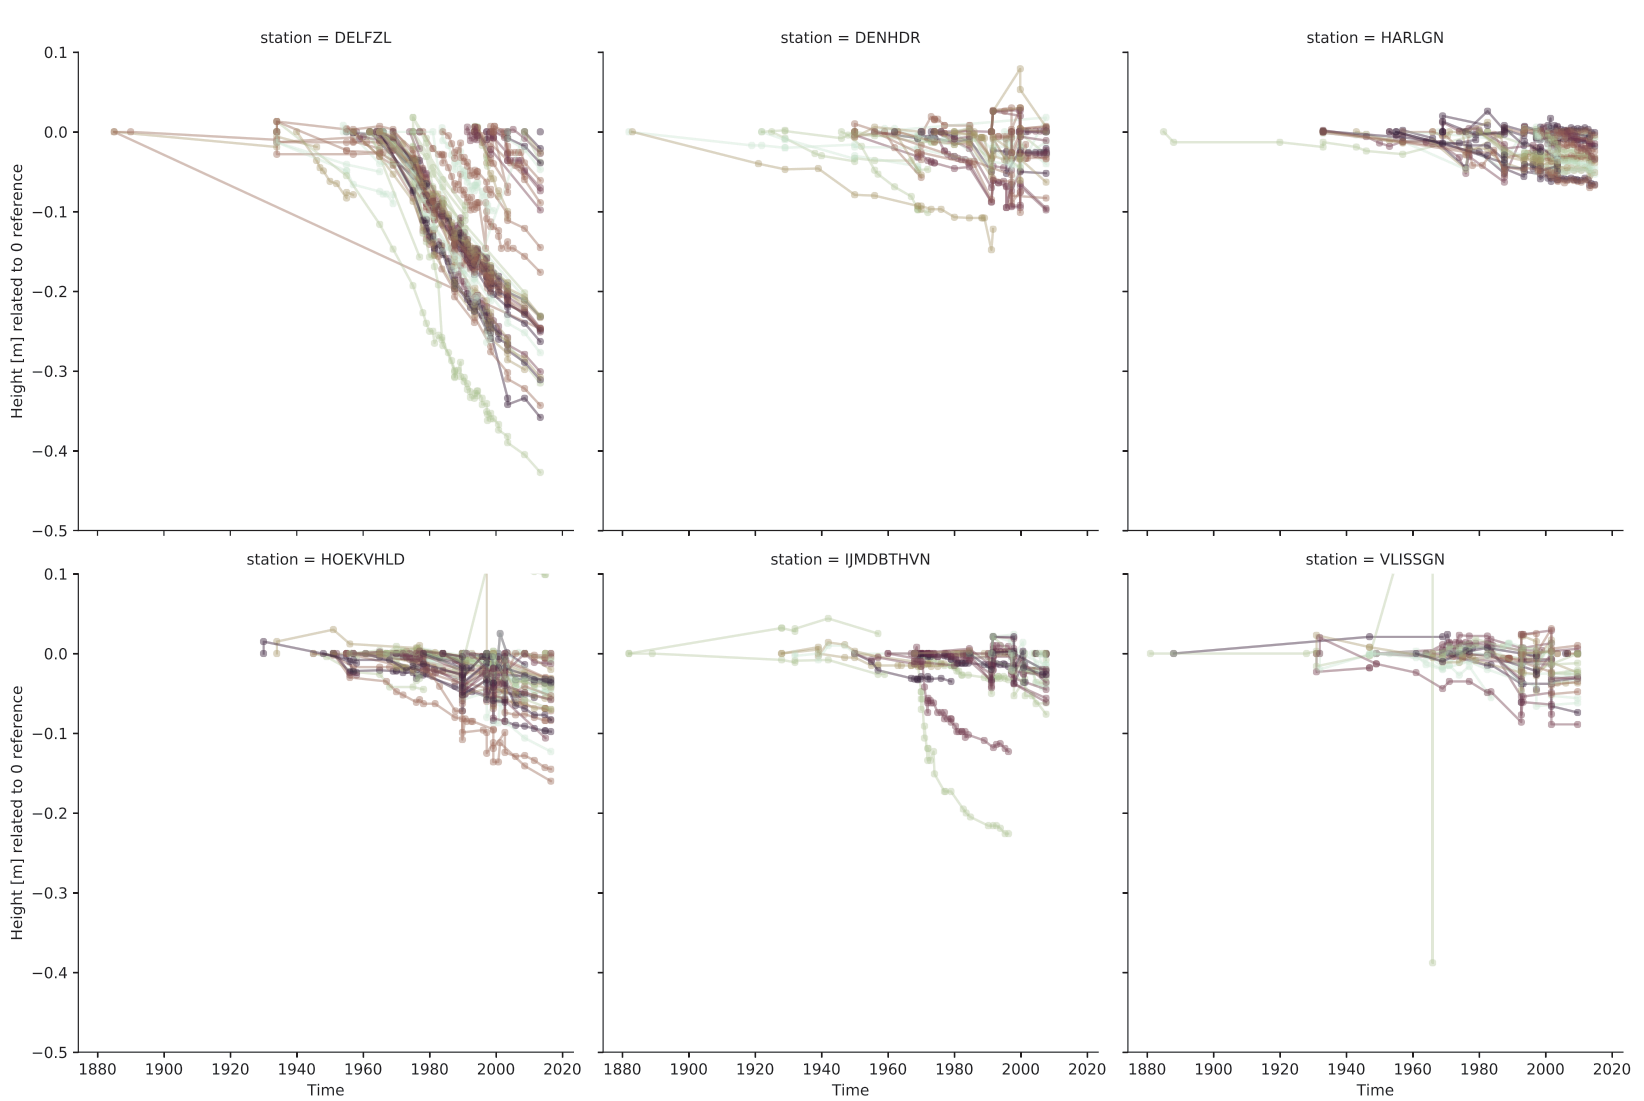 station = DELFZL
station = DENHDR
station = HARLGN
0.1
0.0
−0.1
−0.2
−0.3
−0.4
−0.5
Height [m] related to 0 reference
station = HOEKVHLD
station = IJMDBTHVN
station = VLISSGN
0.1
0.0
−0.1
−0.2
−0.3
−0.4
−0.5
Height [m] related to 0 reference
1880 1900 1920 1940 1960 1980 2000 2020
1880 1900 1920 1940 1960 1980 2000 2020
1880 1900 1920 1940 1960 1980 2000 2020
Time
Time
Time